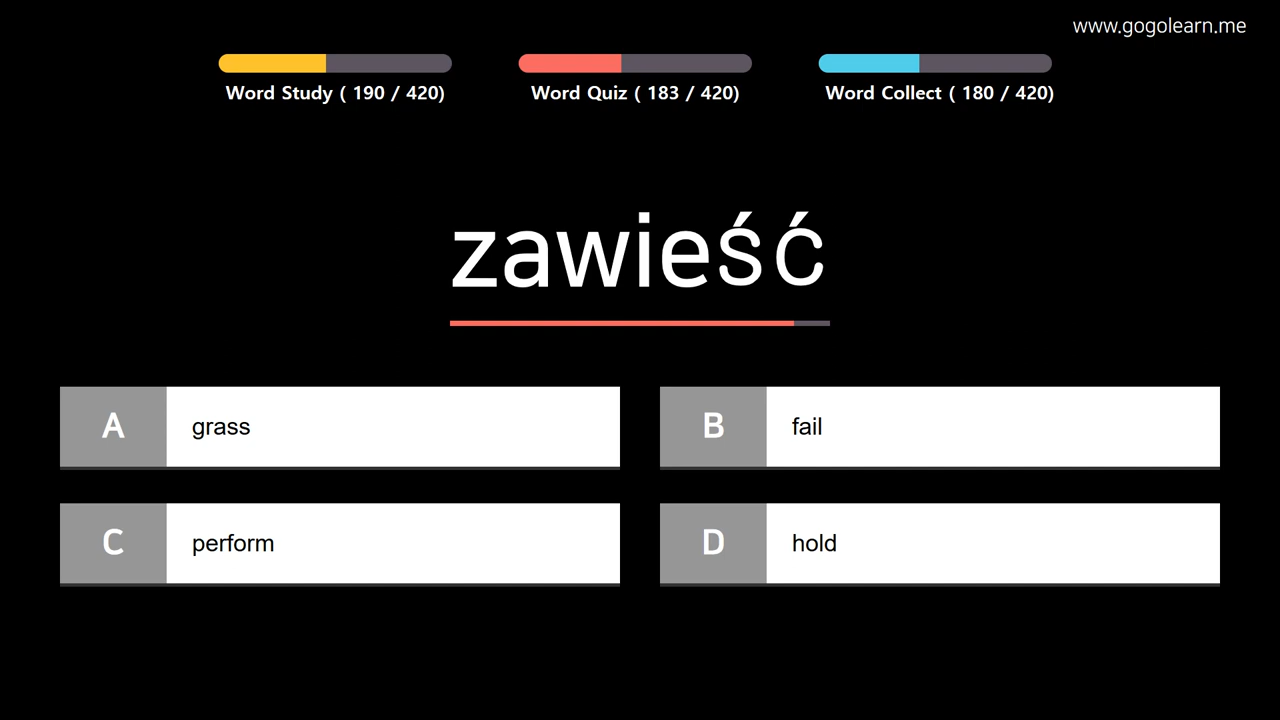 www.gogolearn.me
Word Study ( 190 / 420)
Word Quiz ( 183 / 420)
Word Collect ( 180 / 420)
zawieść
A grass
B fail
C perform
D hold